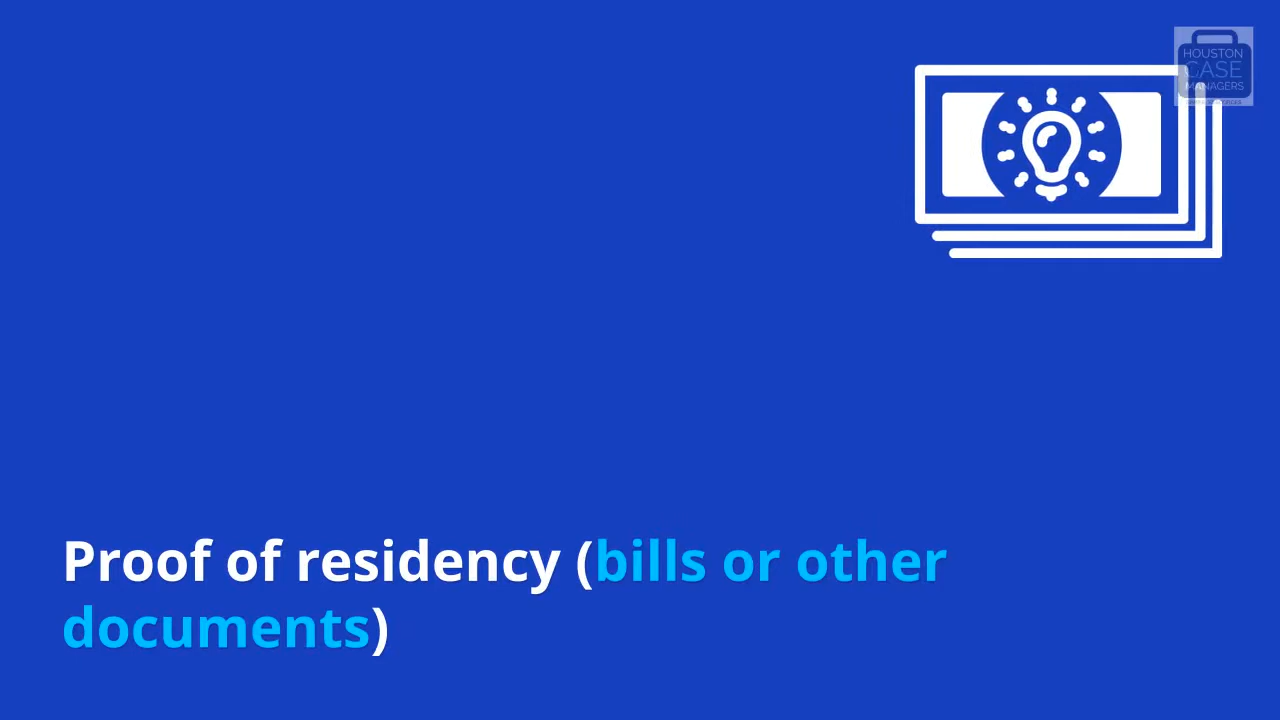 HOUSTON
CASE
MANAGERS
Proof of residency (bills or other
documents)